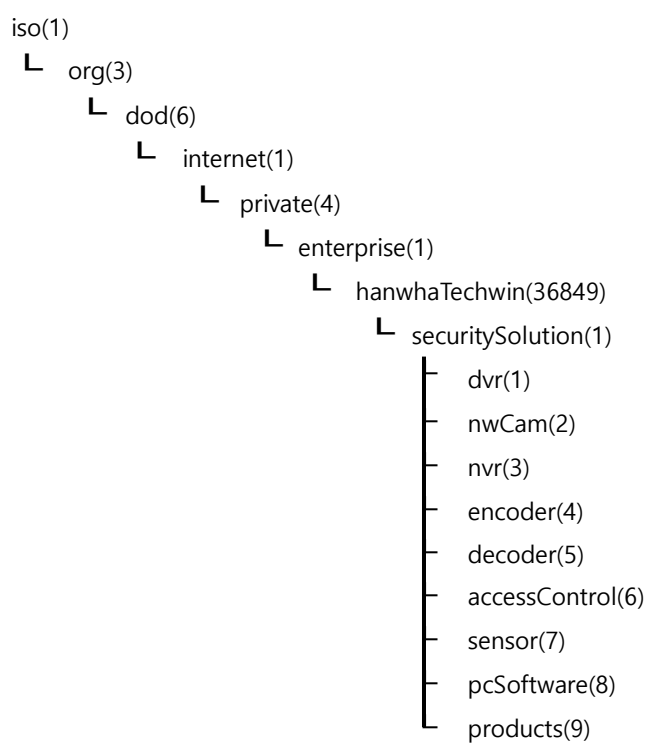 iso(1)
org(3)
dod(6)
internet(1)
private(4)
enterprise(1)
hanwhaTechwin(36849)
securitySolution(1)
dvr(1)
nwCam(2)
nvr(3)
encoder(4)
decoder(5)
accessControl(6)
sensor(7)
pcSoftware(8)
products(9)